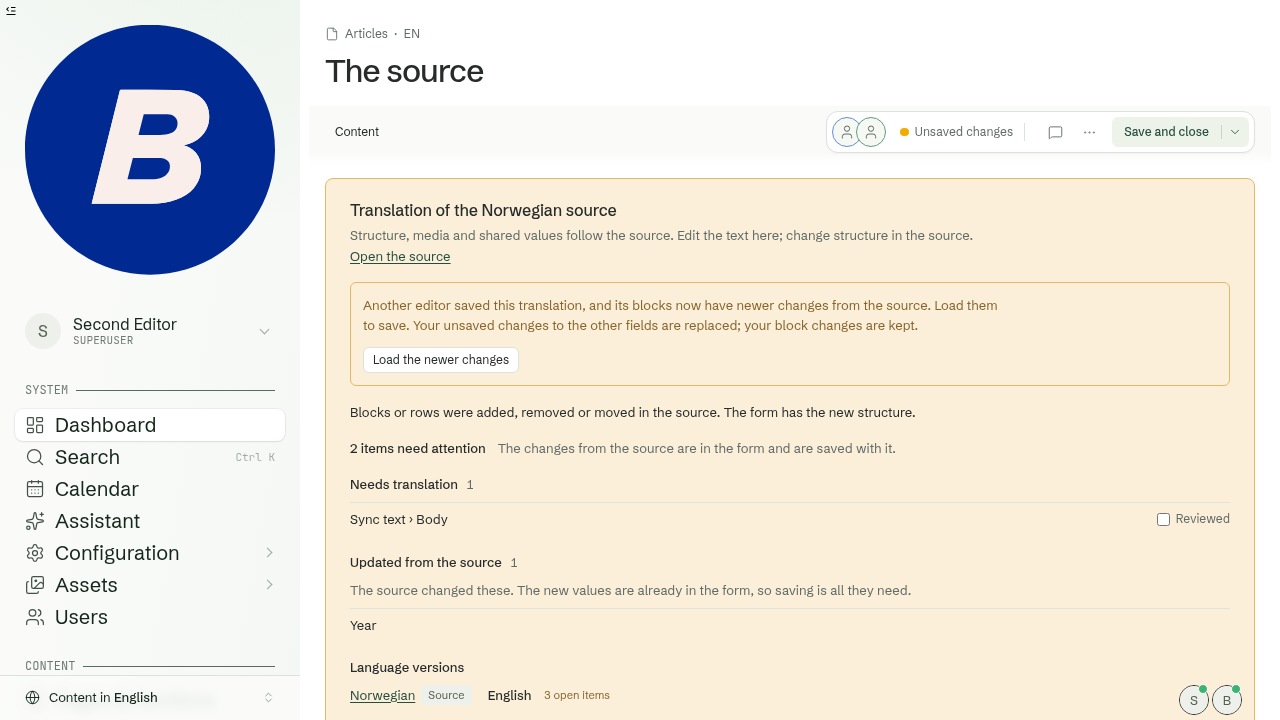 Articles · EN
The source
Content
Unsaved changes
Save and close
B
Second Editor
SUPERUSER
S
SYSTEM
Dashboard
Search
Ctrl K
Calendar
Assistant
Configuration
Assets
Users
CONTENT
Content in English
Translation of the Norwegian source
Structure, media and shared values follow the source. Edit the text here; change structure in the source.
Open the source
Another editor saved this translation, and its blocks now have newer changes from the source. Load them
to save. Your unsaved changes to the other fields are replaced; your block changes are kept.
Load the newer changes
Blocks or rows were added, removed or moved in the source. The form has the new structure.
2 items need attention The changes from the source are in the form and are saved with it.
Needs translation 1
Sync text › Body
Reviewed
Updated from the source 1
The source changed these. The new values are already in the form, so saving is all they need.
Year
Language versions
Norwegian Source English 3 open items
S B